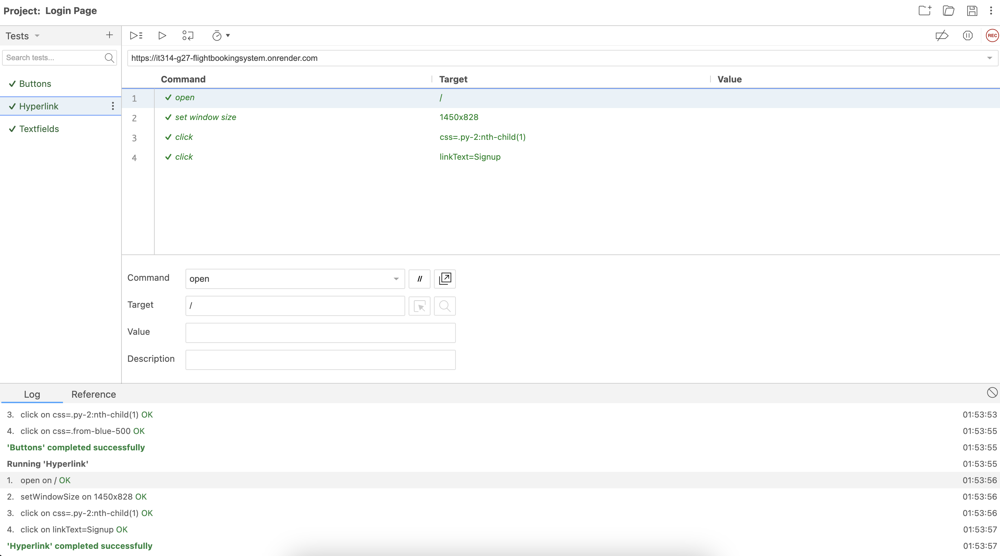 Project: Login Page
Tests
REC
Search tests...
https://it314-g27-flightbookingsystem.onrender.com
Command Target Value
Buttons
Hyperlink
Textfields
1 open /
2 set window size 1450x828
3 click css=.py-2:nth-child(1)
4 click linkText=Signup
Command open //
Target /
Value
Description
Log Reference
3. click on css=.py-2:nth-child(1) OK 01:53:53
4. click on css=.from-blue-500 OK 01:53:55
'Buttons' completed successfully 01:53:55
Running 'Hyperlink' 01:53:55
1. open on / OK 01:53:56
2. setWindowSize on 1450x828 OK 01:53:56
3. click on css=.py-2:nth-child(1) OK 01:53:56
4. click on linkText=Signup OK 01:53:57
'Hyperlink' completed successfully 01:53:57